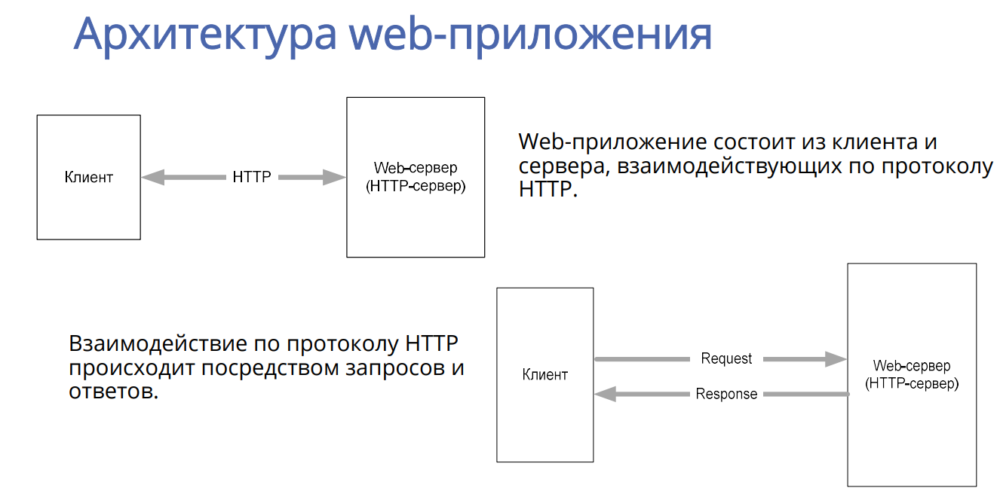 Архитектура web-приложения
Клиент
HTTP
Web-сервер
(HTTP-сервер)
Web-приложение состоит из клиента и
сервера, взаимодействующих по протоколу
HTTP.
Взаимодействие по протоколу HTTP
происходит посредством запросов и
ответов.
Клиент
Request
Response
Web-сервер
(HTTP-сервер)